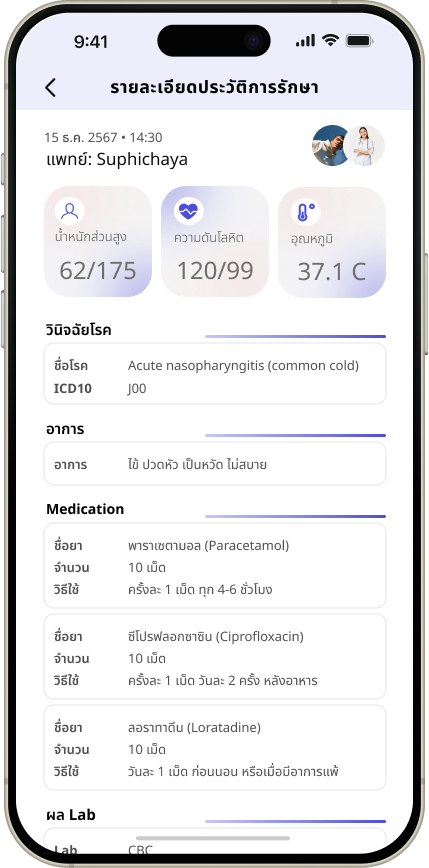 9:41
รายละเอียดประวัติการรักษา
15 ธ.ค. 2567 • 14:30
แพทย์: Suphichaya
น้ำหนักส่วนสูง
62/175
ความดันโลหิต
120/99
อุณหภูมิ
37.1 C
วินิจฉัยโรค
ชื่อโรค Acute nasopharyngitis (common cold)
ICD10 J00
อาการ
อาการ ไข้ ปวดหัว เป็นหวัด ไม่สบาย
Medication
ชื่อยา พาราเซตามอล (Paracetamol)
จำนวน 10 เม็ด
วิธีใช้ ครั้งละ 1 เม็ด ทุก 4-6 ชั่วโมง
ชื่อยา ซีโปรฟลอกซาซิน (Ciprofloxacin)
จำนวน 10 เม็ด
วิธีใช้ ครั้งละ 1 เม็ด วันละ 2 ครั้ง หลังอาหาร
ชื่อยา ลอราทาดีน (Loratadine)
จำนวน 10 เม็ด
วิธีใช้ วันละ 1 เม็ด ก่อนนอน หรือเมื่อมีอาการแพ้
ผล Lab
Lab CBC